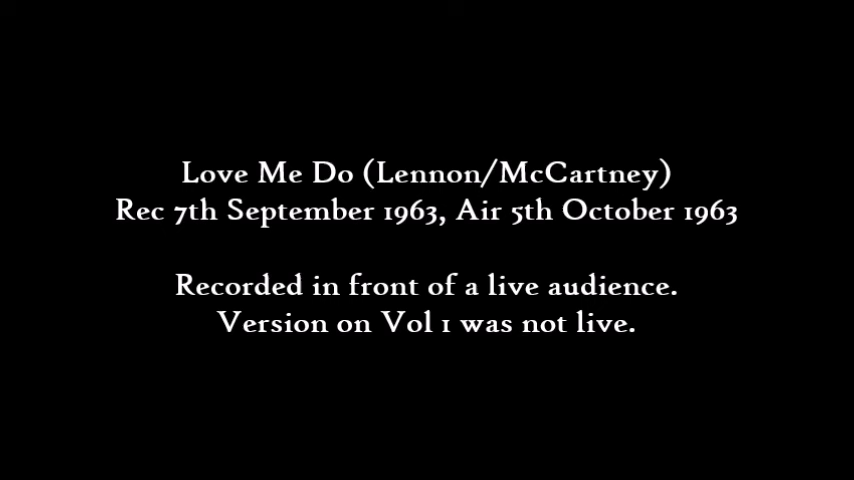 Love Me Do (Lennon/McCartney)
Rec 7th September 1963, Air 5th October 1963
Recorded in front of a live audience.
Version on Vol 1 was not live.